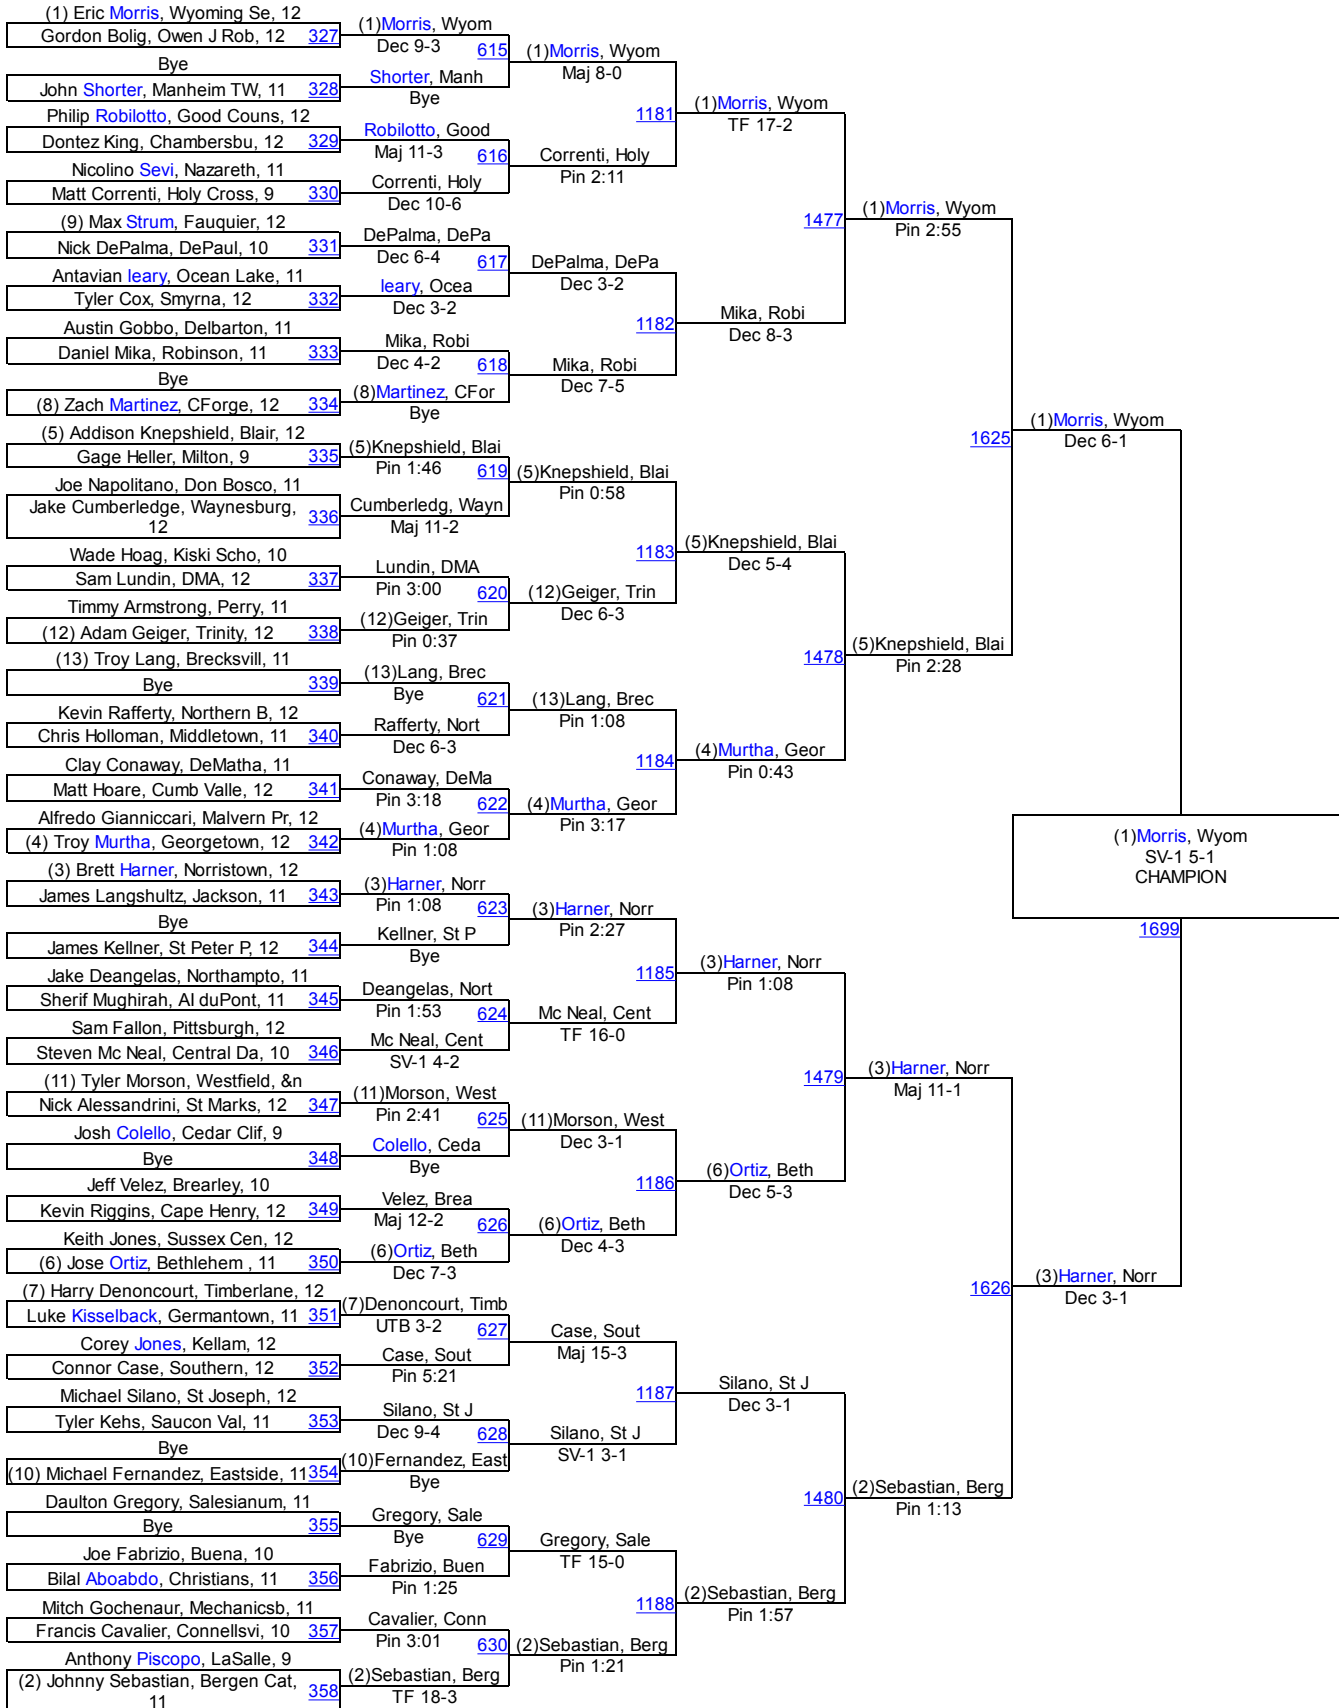 (1) Eric Morris, Wyoming Se, 12
Gordon Bolig, Owen J Rob, 12 327
Bye
John Shorter, Manheim TW, 11 328
Philip Robilotto, Good Couns, 12
Dontez King, Chambersbu, 12 329
Nicolino Sevi, Nazareth, 11
Matt Correnti, Holy Cross, 9 330
(9) Max Strum, Fauquier, 12
Nick DePalma, DePaul, 10 331
Antavian leary, Ocean Lake, 11
Tyler Cox, Smyrna, 12 332
Austin Gobbo, Delbarton, 11
Daniel Mika, Robinson, 11 333
Bye
(8) Zach Martinez, CForge, 12 334
(5) Addison Knepshield, Blair, 12
Gage Heller, Milton, 9 335
Joe Napolitano, Don Bosco, 11
Jake Cumberledge, Waynesburg,
12 336
Wade Hoag, Kiski Scho, 10
Sam Lundin, DMA, 12 337
Timmy Armstrong, Perry, 11
(12) Adam Geiger, Trinity, 12 338
(13) Troy Lang, Brecksvill, 11
Bye 339
Kevin Rafferty, Northern B, 12
Chris Holloman, Middletown, 11 340
Clay Conaway, DeMatha, 11
Matt Hoare, Cumb Valle, 12 341
Alfredo Gianniccari, Malvern Pr, 12
(4) Troy Murtha, Georgetown, 12 342
(3) Brett Harner, Norristown, 12
James Langshultz, Jackson, 11 343
Bye
James Kellner, St Peter P, 12 344
Jake Deangelas, Northampto, 11
Sherif Mughirah, Al duPont, 11 345
Sam Fallon, Pittsburgh, 12
Steven Mc Neal, Central Da, 10 346
(11) Tyler Morson, Westfield, &n
Nick Alessandrini, St Marks, 12 347
Josh Colello, Cedar Clif, 9
Bye 348
Jeff Velez, Brearley, 10
Kevin Riggins, Cape Henry, 12 349
Keith Jones, Sussex Cen, 12
(6) Jose Ortiz, Bethlehem , 11 350
(7) Harry Denoncourt, Timberlane, 12
Luke Kisselback, Germantown, 11 351
Corey Jones, Kellam, 12
Connor Case, Southern, 12 352
Michael Silano, St Joseph, 12
Tyler Kehs, Saucon Val, 11 353
Bye
(10) Michael Fernandez, Eastside, 11 354
Daulton Gregory, Salesianum, 11
Bye 355
Joe Fabrizio, Buena, 10
Bilal Aboabdo, Christians, 11 356
Mitch Gochenaur, Mechanicsb, 11
Francis Cavalier, Connellsvi, 10 357
Anthony Piscopo, LaSalle, 9
(2) Johnny Sebastian, Bergen Cat,
11 358
(1)Morris, Wyom
Dec 9-3
615
Shorter, Manh
Bye
Robilotto, Good
Maj 11-3
616
Correnti, Holy
Dec 10-6
DePalma, DePa
Dec 6-4
617
leary, Ocea
Dec 3-2
Mika, Robi
Dec 4-2
618
(8)Martinez, CFor
Bye
(5)Knepshield, Blai
Pin 1:46
619
Cumberledg, Wayn
Maj 11-2
Lundin, DMA
Pin 3:00
620
(12)Geiger, Trin
Pin 0:37
(13)Lang, Brec
Bye
621
Rafferty, Nort
Dec 6-3
Conaway, DeMa
Pin 3:18
622
(4)Murtha, Geor
Pin 1:08
(3)Harner, Norr
Pin 1:08
623
Kellner, St P
Bye
Deangelas, Nort
Pin 1:53
624
Mc Neal, Cent
SV-1 4-2
(11)Morson, West
Pin 2:41
625
Colello, Ceda
Bye
Velez, Brea
Maj 12-2
626
(6)Ortiz, Beth
Dec 7-3
(7)Denoncourt, Timb
UTB 3-2
627
Case, Sout
Pin 5:21
Silano, St J
Dec 9-4
628
(10)Fernandez, East
Bye
Gregory, Sale
Bye
629
Fabrizio, Buen
Pin 1:25
Cavalier, Conn
Pin 3:01
630
(2)Sebastian, Berg
TF 18-3
(1)Morris, Wyom
Maj 8-0
1181
Correnti, Holy
Pin 2:11
DePalma, DePa
Dec 3-2
1182
Mika, Robi
Dec 7-5
(5)Knepshield, Blai
Pin 0:58
1183
(12)Geiger, Trin
Dec 6-3
(13)Lang, Brec
Pin 1:08
1184
(4)Murtha, Geor
Pin 3:17
(3)Harner, Norr
Pin 2:27
1185
Mc Neal, Cent
TF 16-0
(11)Morson, West
Dec 3-1
1186
(6)Ortiz, Beth
Dec 4-3
Case, Sout
Maj 15-3
1187
Silano, St J
SV-1 3-1
Gregory, Sale
TF 15-0
1188
(2)Sebastian, Berg
Pin 1:21
(1)Morris, Wyom
TF 17-2
1477
Mika, Robi
Dec 8-3
(5)Knepshield, Blai
Dec 5-4
1478
(4)Murtha, Geor
Pin 0:43
(3)Harner, Norr
Pin 1:08
1479
(6)Ortiz, Beth
Dec 5-3
Silano, St J
Dec 3-1
1480
(2)Sebastian, Berg
Pin 1:57
(1)Morris, Wyom
Pin 2:55
1625
(5)Knepshield, Blai
Pin 2:28
(3)Harner, Norr
Maj 11-1
1626
(2)Sebastian, Berg
Pin 1:13
(1)Morris, Wyom
Dec 6-1
(1)Morris, Wyom
SV-1 5-1
CHAMPION
1699
(3)Harner, Norr
Dec 3-1